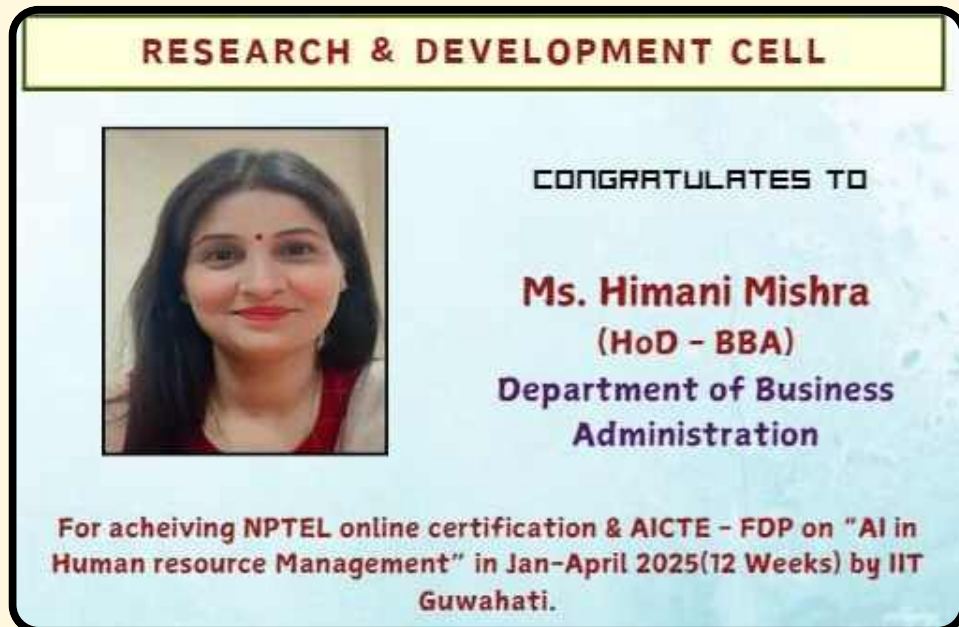 RESEARCH & DEVELOPMENT CELL
CONGRATULATES TO
Ms. Himani Mishra
(HoD - BBA)
Department of Business
Administration
For acheiving NPTEL online certification & AICTE - FDP on "AI in
Human resource Management" in Jan-April 2025(12 Weeks) by IIT
Guwahati.